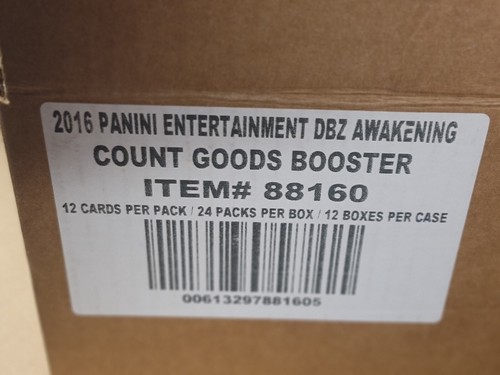 2016 PANINI ENTERTAINMENT DBZ AWAKENING
COUNT GOODS BOOSTER
ITEM# 88160
12 CARDS PER PACK / 24 PACKS PER BOX / 12 BOXES PER CASE
00613297881605